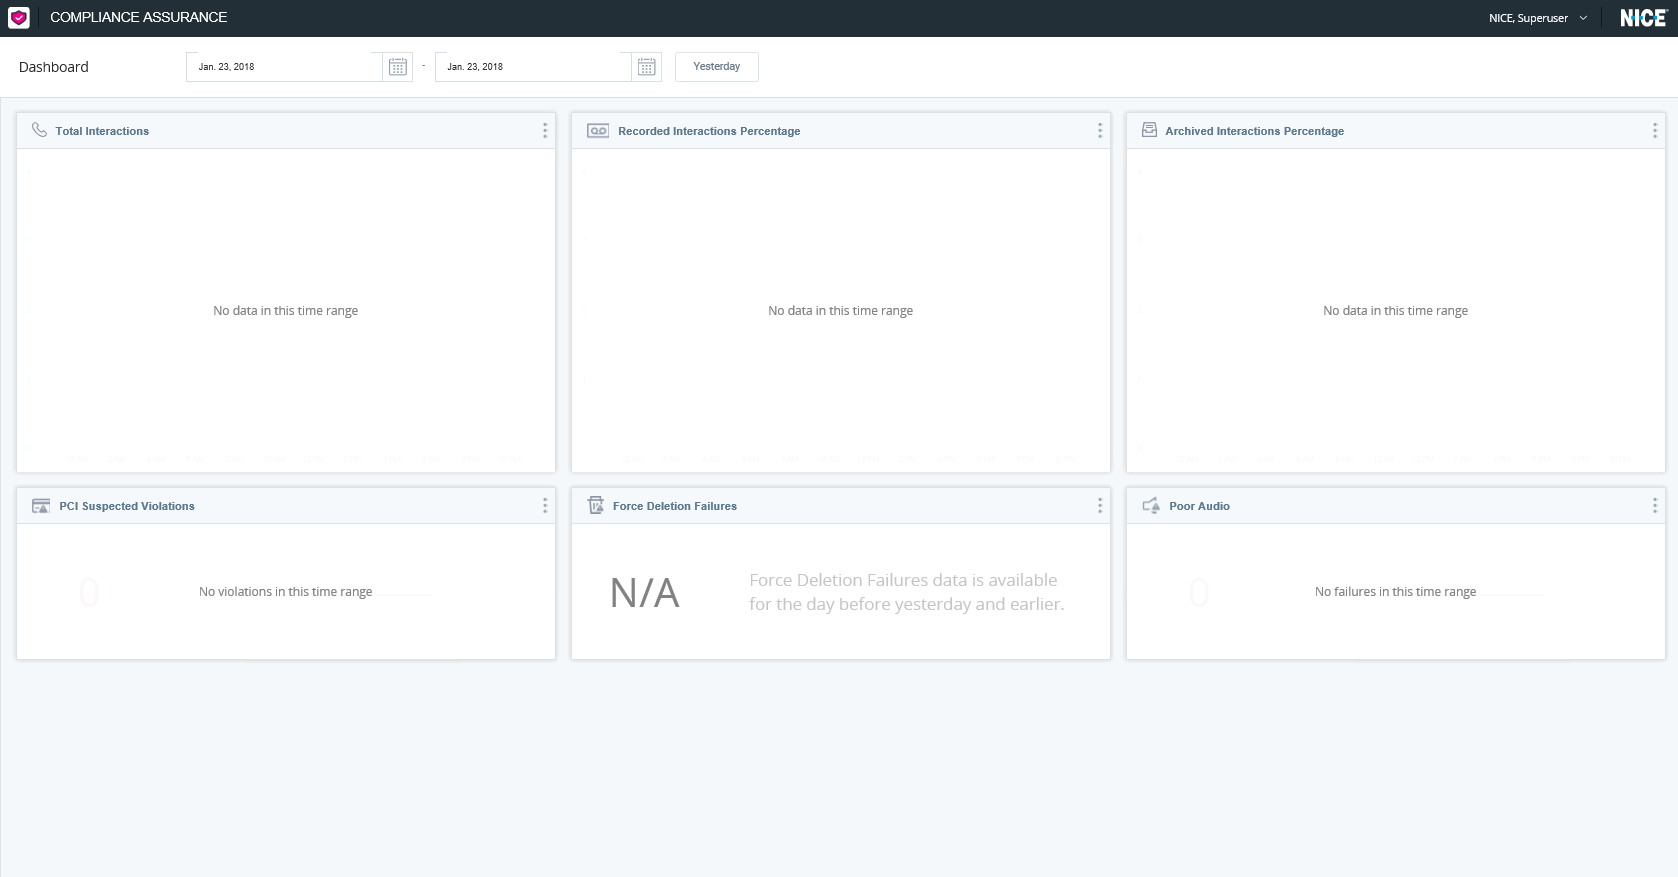 COMPLIANCE ASSURANCE
NICE, Superuser
NICE
Dashboard
Jan. 23, 2018
-
Jan. 23, 2018
Yesterday
Total Interactions
Recorded Interactions Percentage
Archived Interactions Percentage
No data in this time range
No data in this time range
No data in this time range
PCI Suspected Violations
Force Deletion Failures
Poor Audio
0
No violations in this time range
N/A
Force Deletion Failures data is available
for the day before yesterday and earlier.
0
No failures in this time range